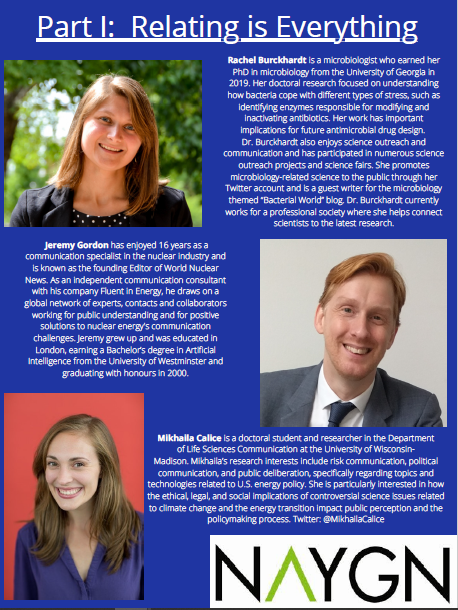 Part I:  Relating is Everything
Rachel Burckhardt is a microbiologist who earned her
PhD in microbiology from the University of Georgia in
2019. Her doctoral research focused on understanding
how bacteria cope with different types of stress, such as
identifying enzymes responsible for modifying and
inactivating antibiotics. Her work has important
implications for future antimicrobial drug design.
Dr. Burckhardt also enjoys science outreach and
communication and has participated in numerous science
outreach projects and science fairs. She promotes
microbiology-related science to the public through her
Twitter account and is a guest writer for the microbiology
themed "Bacterial World" blog. Dr. Burckhardt currently
works for a professional society where she helps connect
scientists to the latest research.
Jeremy Gordon has enjoyed 16 years as a
communication specialist in the nuclear industry and
is known as the founding Editor of World Nuclear
News. As an independent communication consultant
with his company Fluent in Energy, he draws on a
global network of experts, contacts and collaborators
working for public understanding and for positive
solutions to nuclear energy's communication
challenges. Jeremy grew up and was educated in
London, earning a Bachelor's degree in Artificial
Intelligence from the University of Westminster and
graduating with honours in 2000.
Mikhaila Calice is a doctoral student and researcher in the Department
of Life Sciences Communication at the University of Wisconsin-
Madison. Mikhaila's research interests include risk communication, political
communication, and public deliberation, specifically regarding topics and
technologies related to U.S. energy policy. She is particularly interested in how
the ethical, legal, and social implications of controversial science issues related
to climate change and the energy transition impact public perception and the
policymaking process. Twitter: @MikhailaCalice
NAYGN